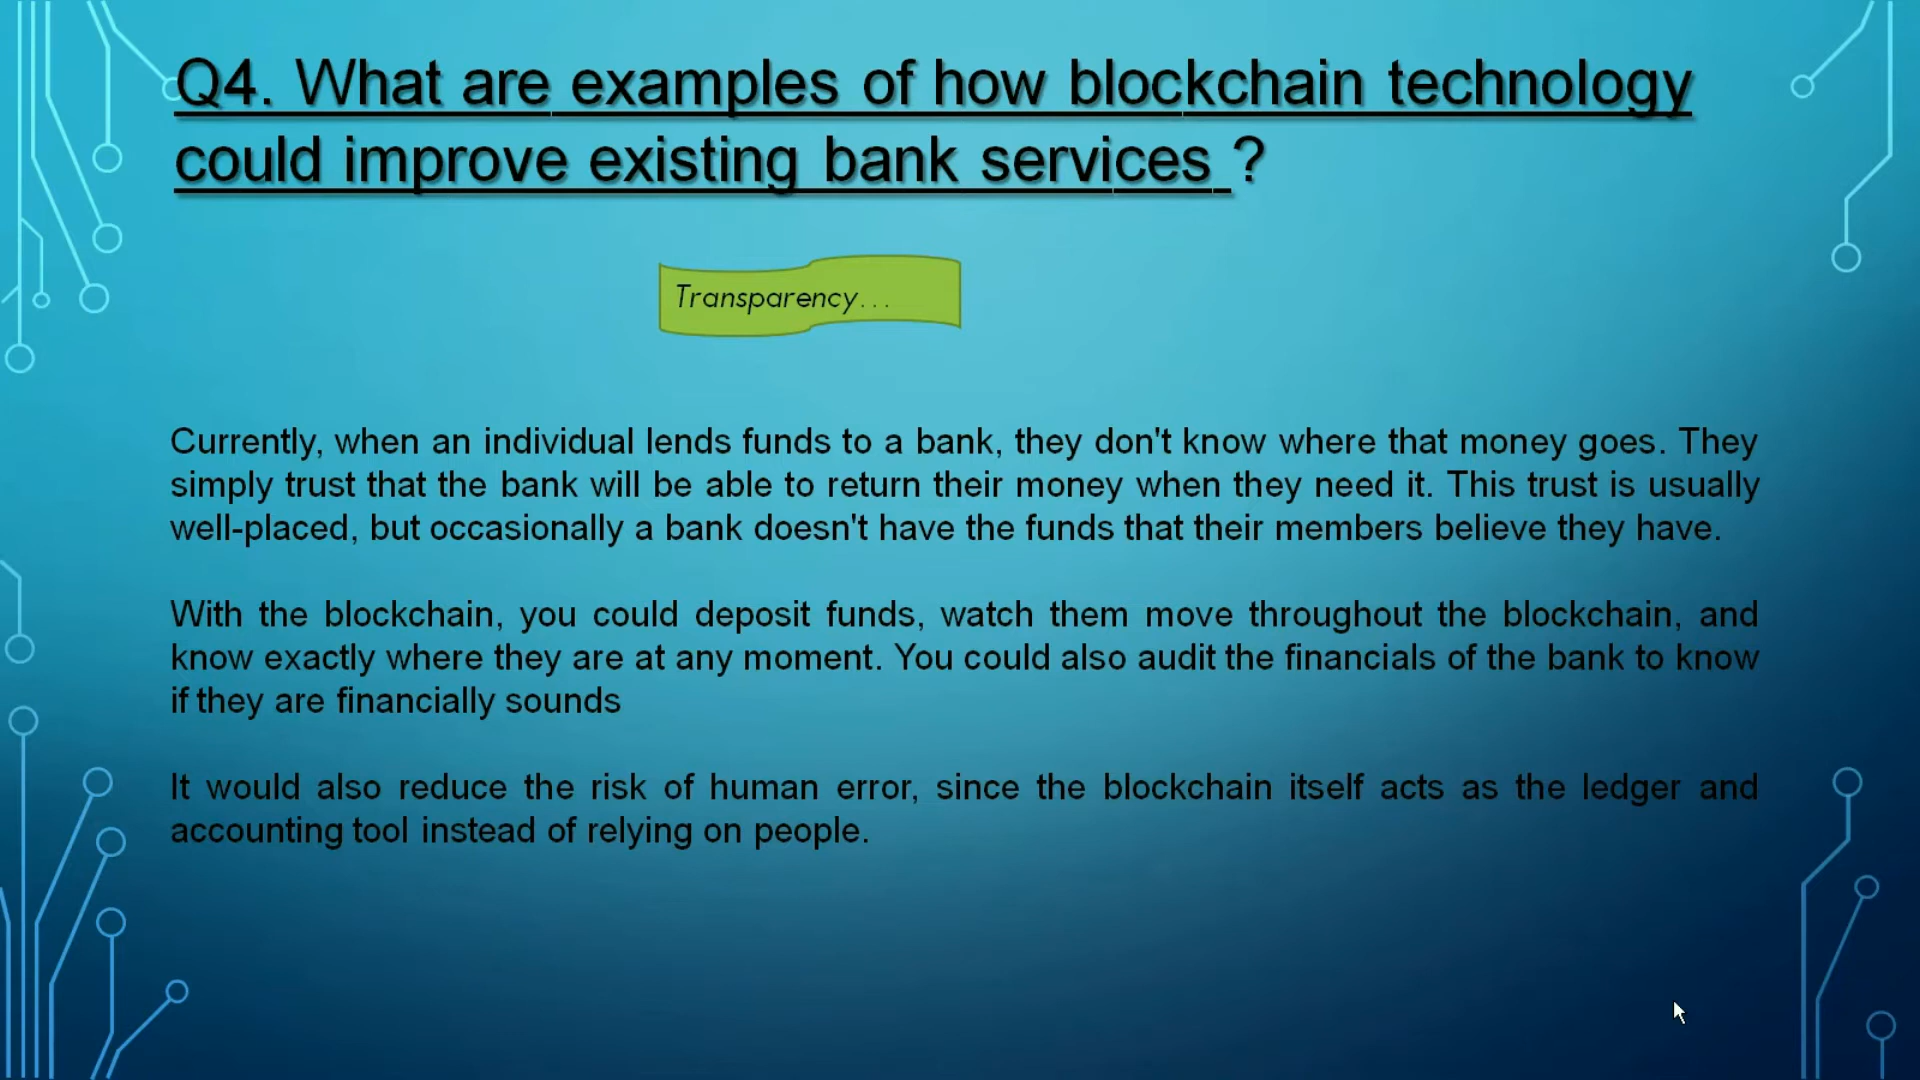 Q4. What are examples of how blockchain technology
could improve existing bank services ?
Transparency...
Currently, when an individual lends funds to a bank, they don't know where that money goes. They
simply trust that the bank will be able to return their money when they need it. This trust is usually
well-placed, but occasionally a bank doesn't have the funds that their members believe they have.
With the blockchain, you could deposit funds, watch them move throughout the blockchain, and
know exactly where they are at any moment. You could also audit the financials of the bank to know
if they are financially sounds
It would also reduce the risk of human error, since the blockchain itself acts as the ledger and
accounting tool instead of relying on people.